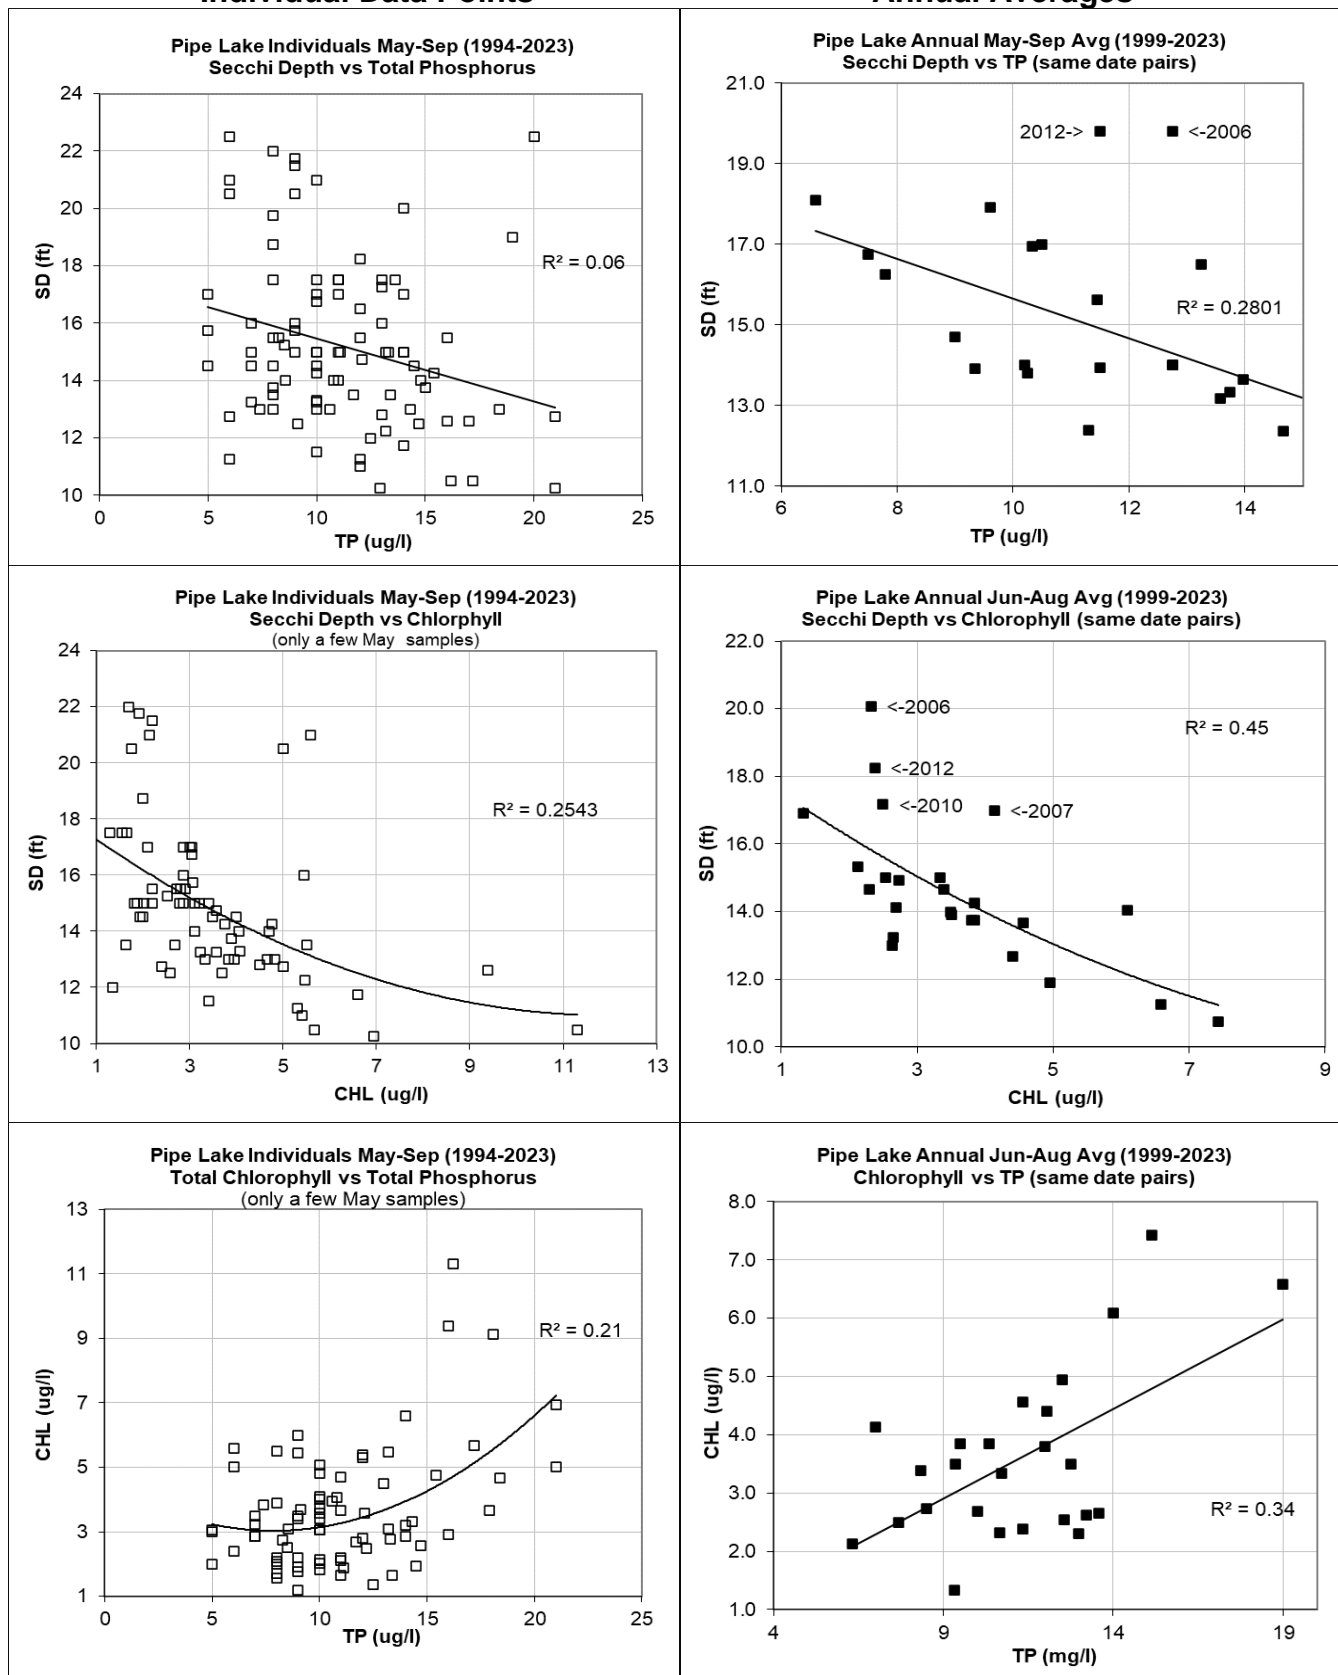 Individual Data Points
Annual Averages
Pipe Lake Individuals May-Sep (1994-2023)
Secchi Depth vs Total Phosphorus
24
22
20
18
16
14
12
10
SD (ft)
R² = 0.06
0
5
10
15
20
25
TP (ug/l)
Pipe Lake Annual May-Sep Avg (1999-2023)
Secchi Depth vs TP (same date pairs)
21.0
19.0
17.0
15.0
13.0
11.0
SD (ft)
2012->
<-2006
R² = 0.2801
6
8
10
12
14
TP (ug/l)
Pipe Lake Individuals May-Sep (1994-2023)
Secchi Depth vs Chlorphyll
(only a few May samples)
24
22
20
18
16
14
12
10
SD (ft)
R² = 0.2543
1
3
5
7
9
11
13
CHL (ug/l)
Pipe Lake Annual Jun-Aug Avg (1999-2023)
Secchi Depth vs Chlorophyll (same date pairs)
22.0
20.0
18.0
16.0
14.0
12.0
10.0
SD (ft)
<-2006
<-2012
<-2010
<-2007
R² = 0.45
1
3
5
7
9
CHL (ug/l)
Pipe Lake Individuals May-Sep (1994-2023)
Total Chlorophyll vs Total Phosphorus
(only a few May samples)
13
11
9
7
5
3
1
CHL (ug/l)
R² = 0.21
0
5
10
15
20
25
TP (ug/l)
Pipe Lake Annual Jun-Aug Avg (1999-2023)
Chlorophyll vs TP (same date pairs)
8.0
7.0
6.0
5.0
4.0
3.0
2.0
1.0
CHL (ug/l)
R² = 0.34
4
9
14
19
TP (mg/l)